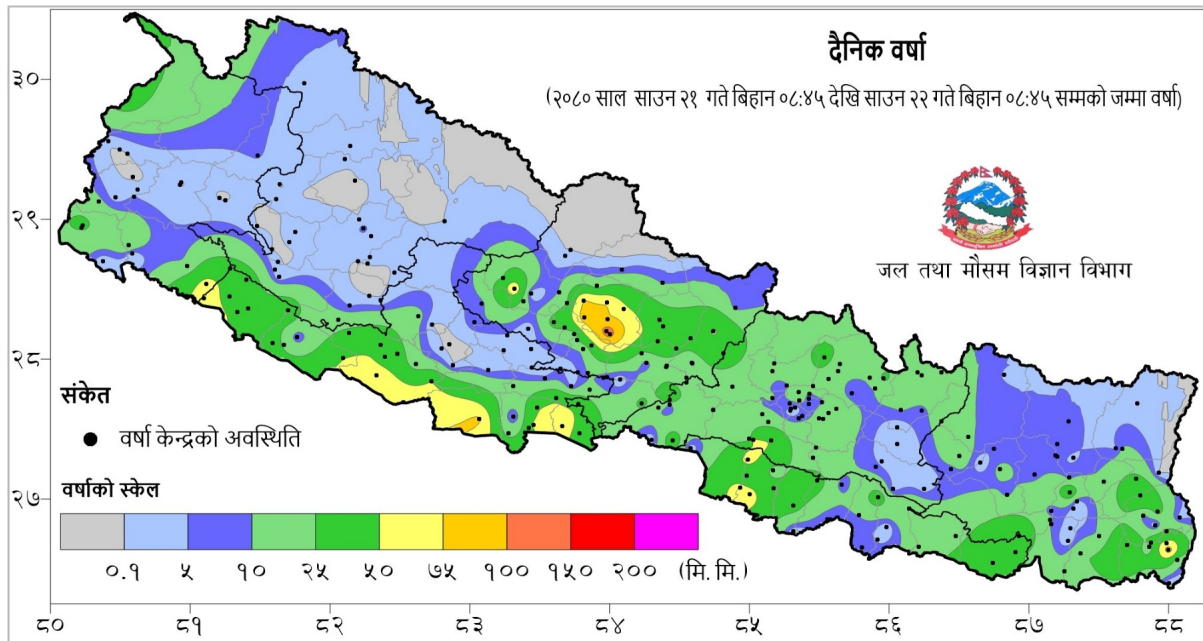 दैनिक वर्षा
(२०८० साल साउन २१ गते बिहान ०८:४५ देखि साउन २२ गते बिहान ०८:४५ सम्मको जम्मा वर्षा)
जल तथा मौसम विज्ञान विभाग
३०
२९
२८
२७
संकेत
वर्षा केन्द्रको अवस्थिति
वर्षाको स्केल
०.१ ५ १० २५ ५० ७५ १०० १५० २०० (मि. मि.)
८० ८१ ८२ ८३ ८४ ८५ ८६ ८७ ८८